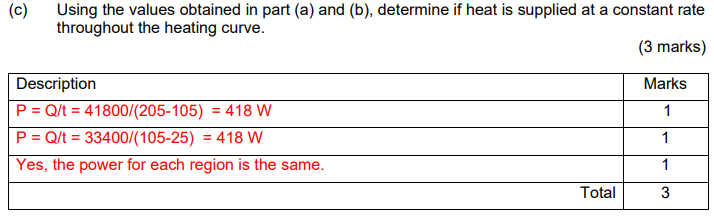 (c) Using the values obtained in part (a) and (b), determine if heat is supplied at a constant rate
throughout the heating curve.
(3 marks)
Description Marks
P = Q/t = 41800/(205-105) = 418 W 1
P = Q/t = 33400/(105-25) = 418 W 1
Yes, the power for each region is the same. 1
Total 3